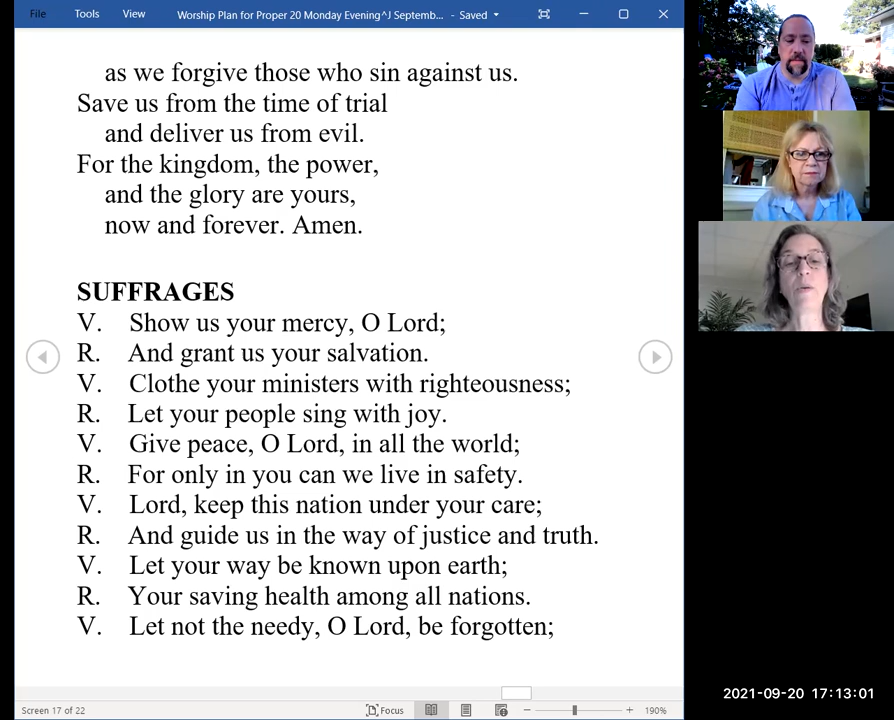 File Tools View Worship Plan for Proper 20 Monday Evening^J Septemb... - Saved
as we forgive those who sin against us.
Save us from the time of trial
and deliver us from evil.
For the kingdom, the power,
and the glory are yours,
now and forever. Amen.
SUFFRAGES
V. Show us your mercy, O Lord;
R. And grant us your salvation.
V. Clothe your ministers with righteousness;
R. Let your people sing with joy.
V. Give peace, O Lord, in all the world;
R. For only in you can we live in safety.
V. Lord, keep this nation under your care;
R. And guide us in the way of justice and truth.
V. Let your way be known upon earth;
R. Your saving health among all nations.
V. Let not the needy, O Lord, be forgotten;
Screen 17 of 22 Focus 190%
2021-09-20 17:13:01